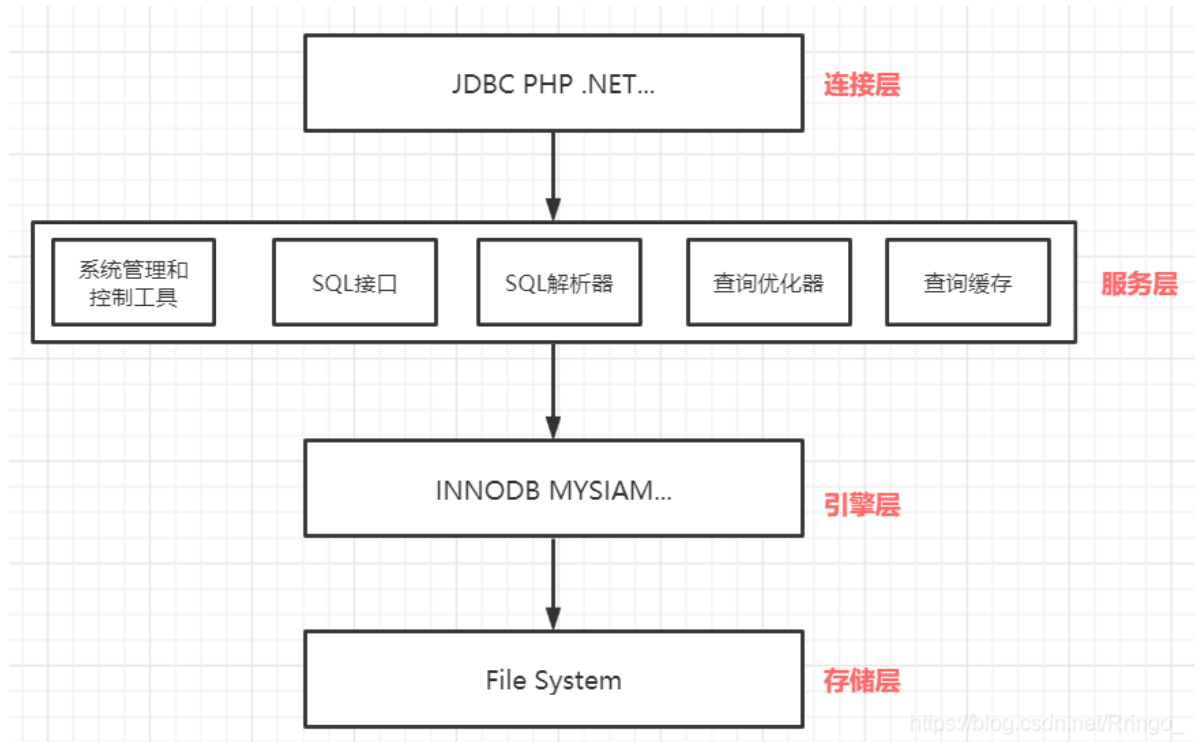 JDBC PHP .NET...
连接层
系统管理和
控制工具
SQL接口
SQL解析器
查询优化器
查询缓存
服务层
INNODB MYSIAM...
引擎层
File System
存储层
https://blog.csdn.net/Rringo_